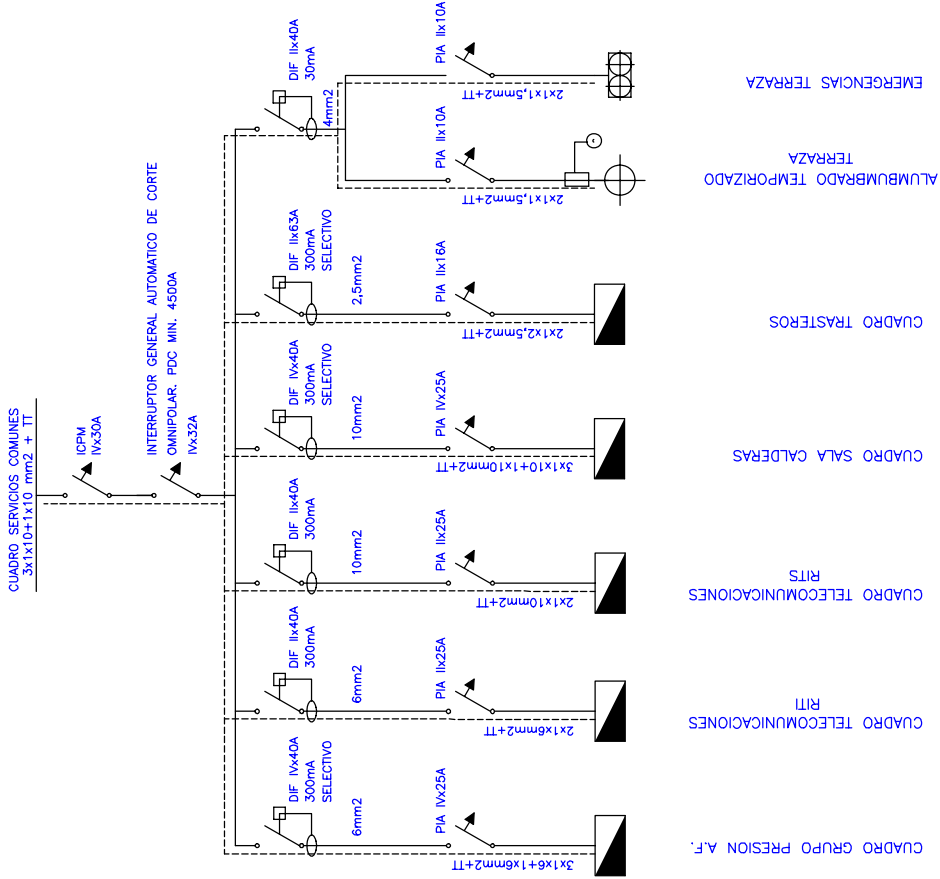 CUADRO SERVICIOS COMUNES
3x1x10+1x10 mm2 + TT
ICPM
IVx30A
INTERRUPTOR GENERAL AUTOMATICO DE CORTE
OMNIPOLAR. PDC MIN. 4500A
IVx32A
DIF IIx40A
30mA
4mm2
PIA IIx10A
2x1x1,5mm2+TT
EMERGENCIAS TERRAZA
PIA IIx10A
2x1x1,5mm2+TT
ALUMBUMBRADO TEMPORIZADO
TERRAZA
DIF IIx63A
300mA
SELECTIVO
2,5mm2
PIA IIx16A
2x1x2,5mm2+TT
CUADRO TRASTEROS
DIF IVx40A
300mA
SELECTIVO
10mm2
PIA IVx25A
3x1x10+1x10mm2+TT
CUADRO SALA CALDERAS
DIF IIx40A
300mA
10mm2
PIA IIx25A
2x1x10mm2+TT
CUADRO TELECOMUNICACIONES
RITS
DIF IIx40A
300mA
6mm2
PIA IIx25A
2x1x6mm2+TT
CUADRO TELECOMUNICACIONES
RITI
DIF IVx40A
300mA
SELECTIVO
6mm2
PIA IVx25A
3x1x6+1x6mm2+TT
CUADRO GRUPO PRESION A.F.